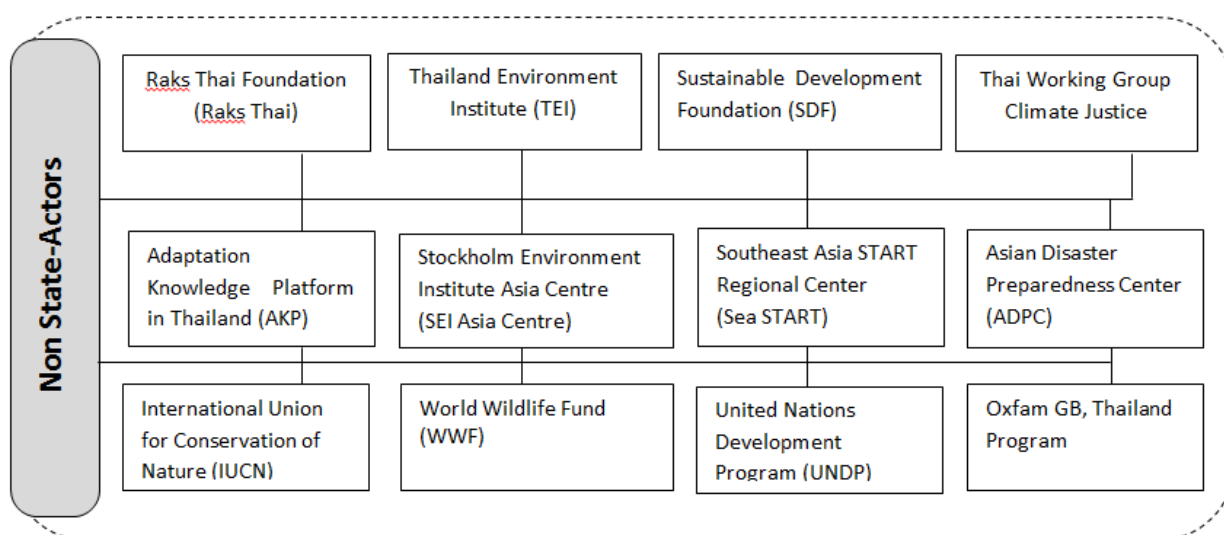 Non State-Actors
Raks Thai Foundation
(Raks Thai)
Thailand Environment
Institute (TEI)
Sustainable Development
Foundation (SDF)
Thai Working Group
Climate Justice
Adaptation
Knowledge Platform
in Thailand (AKP)
Stockholm Environment
Institute Asia Centre
(SEI Asia Centre)
Southeast Asia START
Regional Center
(Sea START)
Asian Disaster
Preparedness Center
(ADPC)
International Union
for Conservation of
Nature (IUCN)
World Wildlife Fund
(WWF)
United Nations
Development
Program (UNDP)
Oxfam GB, Thailand
Program